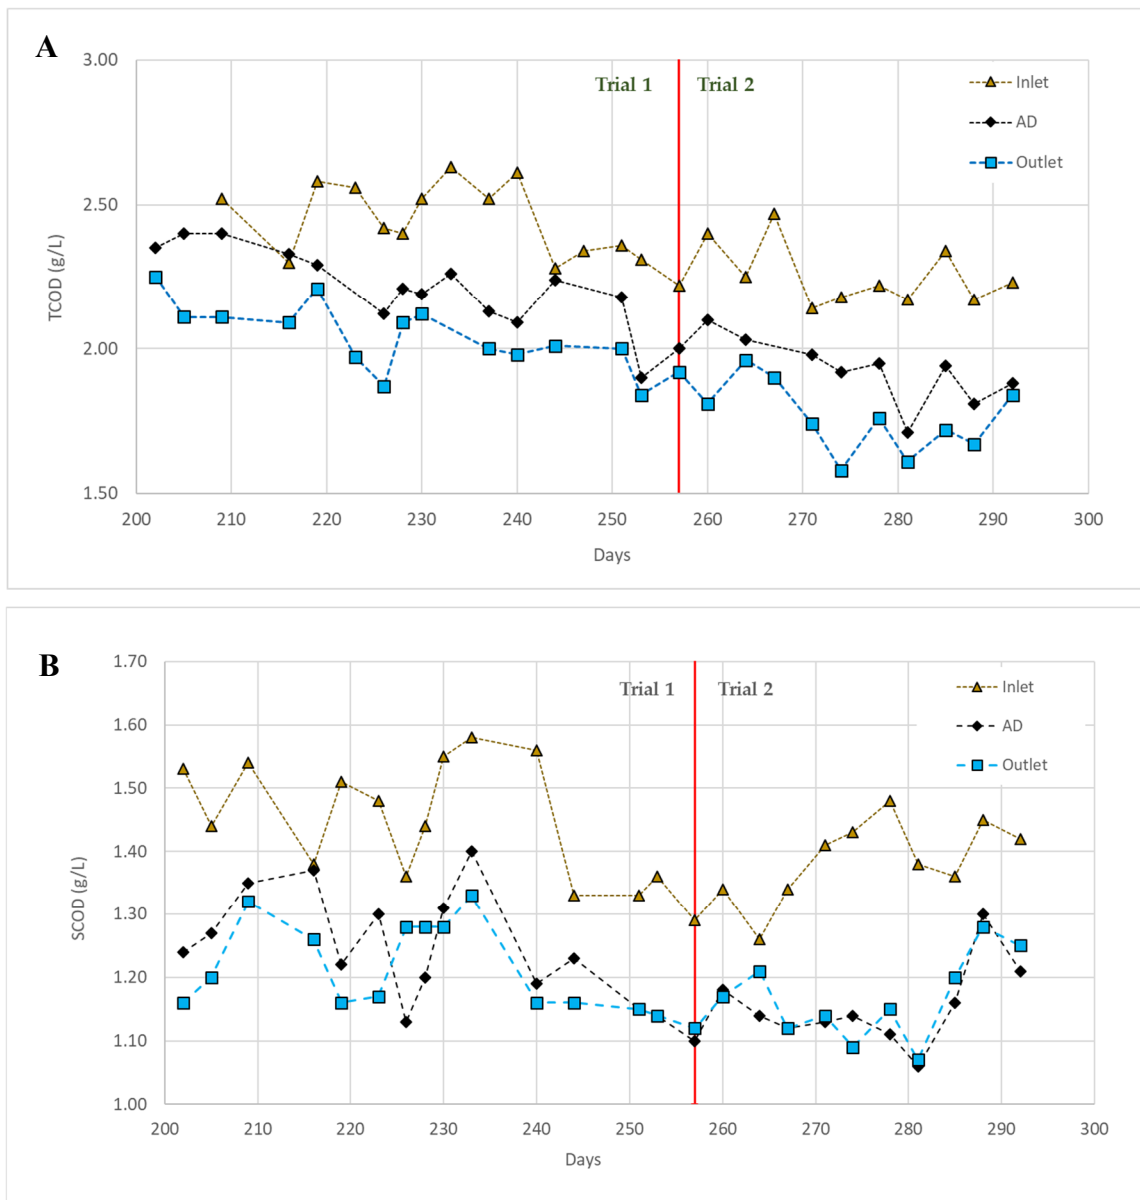 A
3.00
Trial 1 Trial 2
Inlet
AD
2.50
Outlet
TCOD (g/L)
2.00
1.50
200 210 220 230 240 250 260 270 280 290 300
Days
B
1.70
Trial 1 Trial 2
Inlet
1.60
AD
Outlet
1.50
1.40
SCOD (g/L)
1.30
1.20
1.10
1.00
200 210 220 230 240 250 260 270 280 290 300
Days